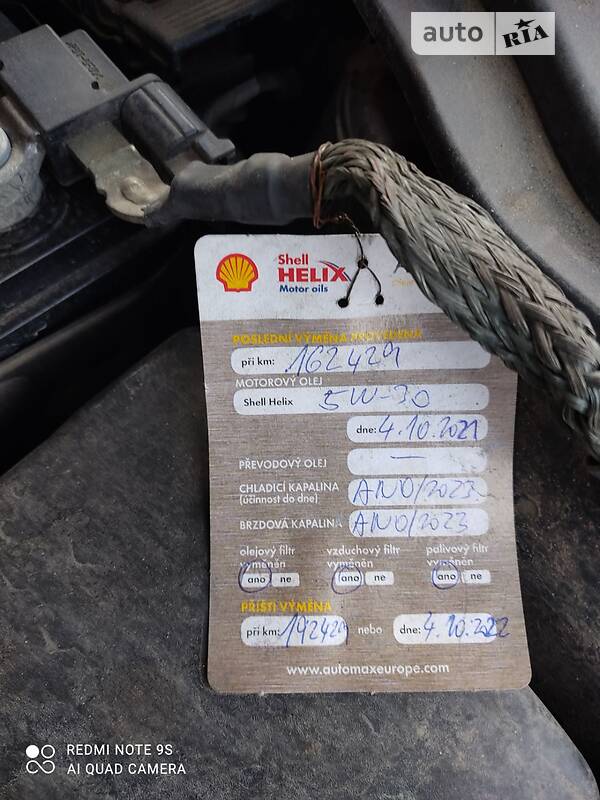 auto RIA
Shell
HELIX
Motor oils
POSLEDNÍ VÝMĚNA PROVEDENA
při km: 162429
MOTOROVÝ OLEJ
Shell Helix 5W-30
dne: 4.10.2021
PŘEVODOVÝ OLEJ —
CHLADICÍ KAPALINA
(účinnost do dne) ANO/2023
BRZDOVÁ KAPALINA ANO/2023
olejový filtr vzduchový filtr palivový filtr
vyměněn vyměněn vyměněn
ano ne ano ne ano ne
PŘÍŠTÍ VÝMĚNA
při km: 192429 nebo dne: 4.10.2022
www.automaxeurope.com
REDMI NOTE 9S
AI QUAD CAMERA